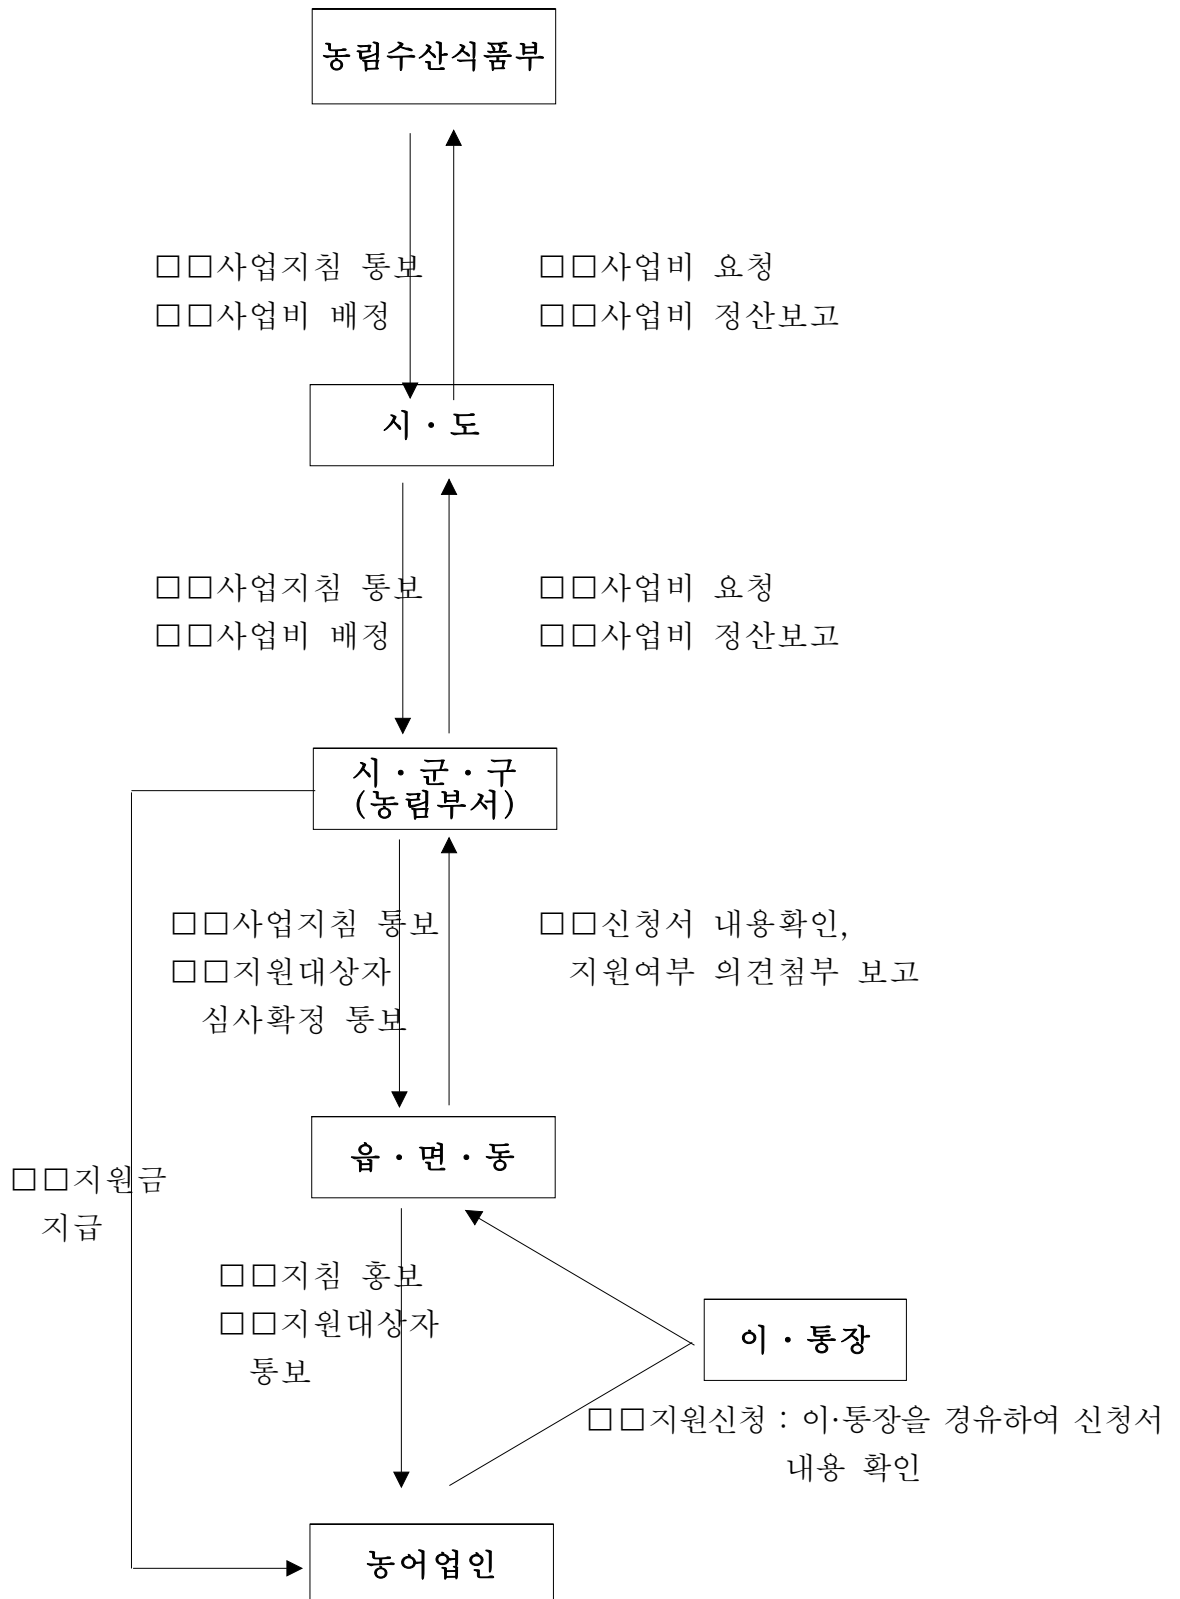 농림수산식품부
□□사업지침 통보
□□사업비 배정
□□사업비 요청
□□사업비 정산보고
시·도
□□사업지침 통보
□□사업비 배정
□□사업비 요청
□□사업비 정산보고
시·군·구
(농림부서)
□□사업지침 통보
□□지원대상자
심사확정 통보
□□신청서 내용확인,
지원여부 의견첨부 보고
읍·면·동
□□지원금
지급
□□지침 홍보
□□지원대상자
통보
이·통장
□□지원신청 : 이·통장을 경유하여 신청서
내용 확인
농어업인